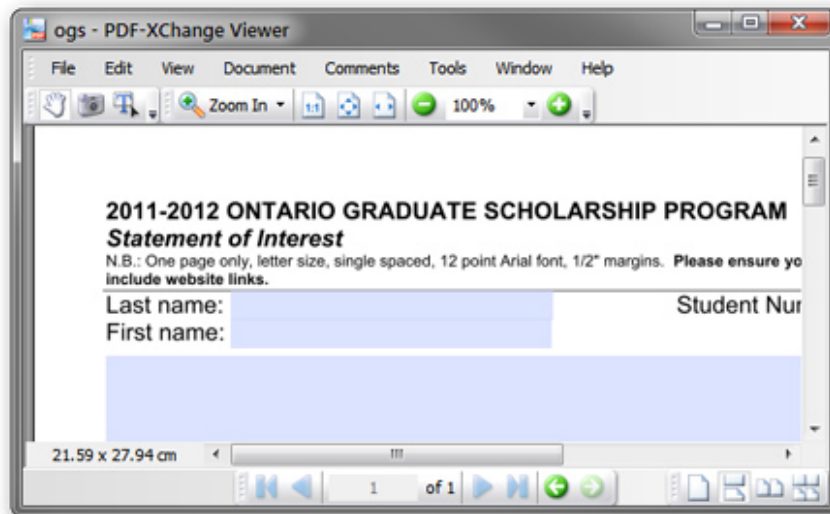 ogs - PDF-XChange Viewer
File Edit View Document Comments Tools Window Help
Zoom In 1:1 100%
2011-2012 ONTARIO GRADUATE SCHOLARSHIP PROGRAM
Statement of Interest
N.B.: One page only, letter size, single spaced, 12 point Arial font, 1/2" margins. Please ensure yo
include website links.
Last name: Student Nur
First name:
21.59 x 27.94 cm
1 of 1